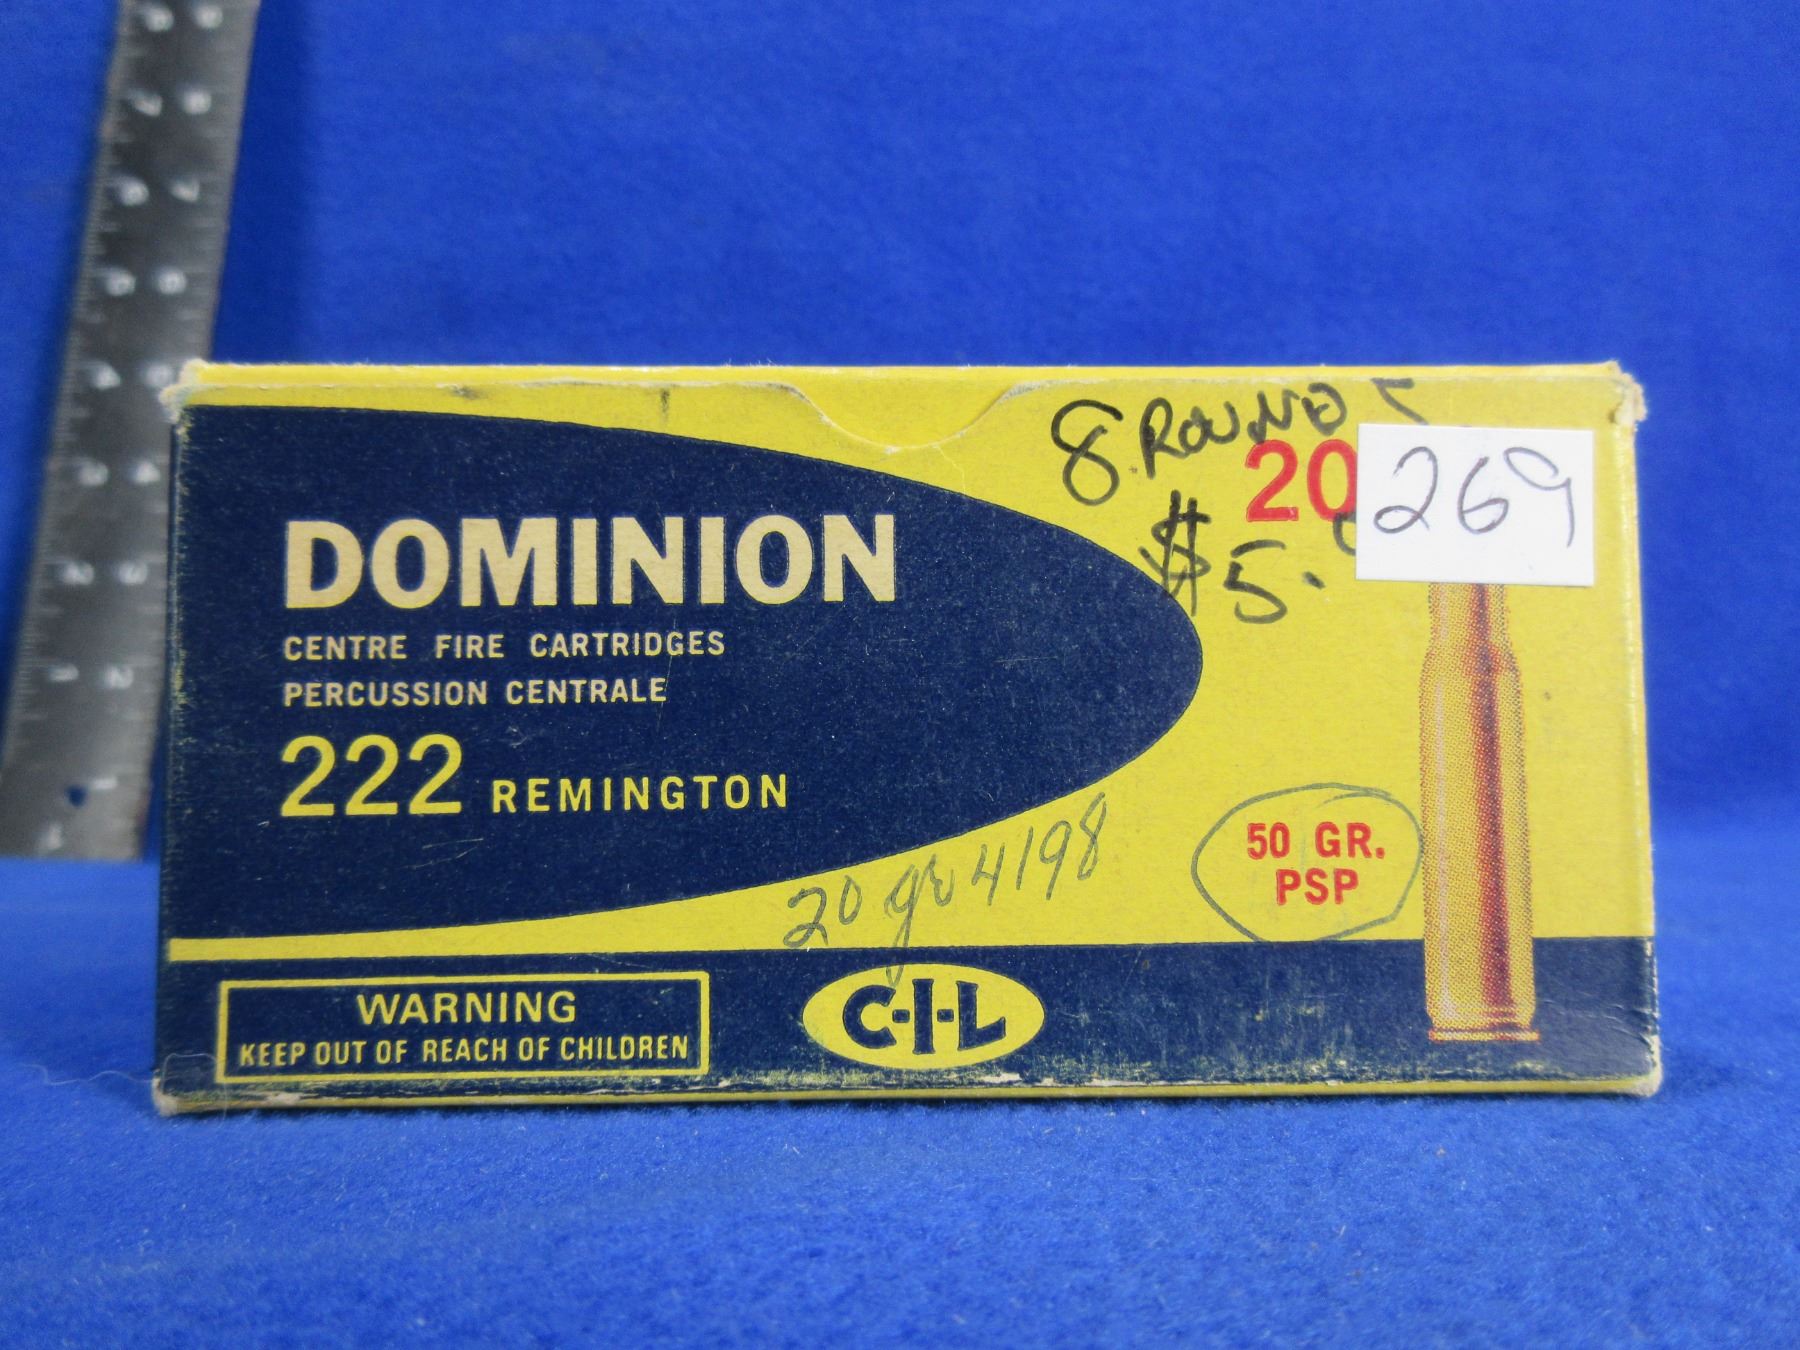 8 ROUNDS
20
269
$5.
DOMINION
CENTRE FIRE CARTRIDGES
PERCUSSION CENTRALE
222 REMINGTON
50 GR.
PSP
20 gr 4198
WARNING
KEEP OUT OF REACH OF CHILDREN
C-I-L